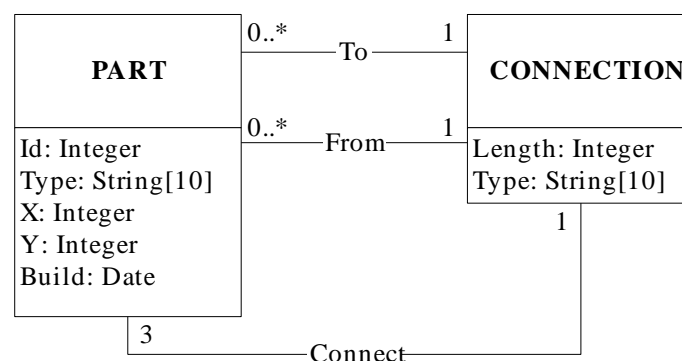 0..* To 1
PART
CONNECTION
0..* From 1
Id: Integer
Type: String[10]
X: Integer
Y: Integer
Build: Date
Length: Integer
Type: String[10]
1
3
Connect